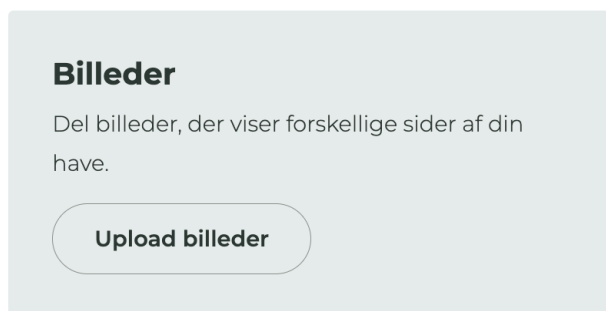 Billeder
Del billeder, der viser forskellige sider af din
have.
Upload billeder